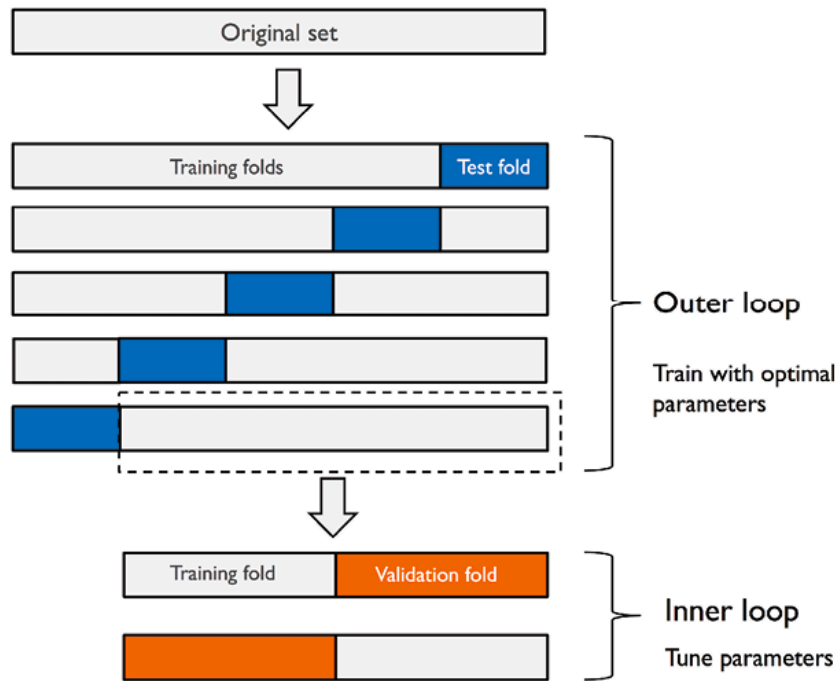 Original set
Training folds
Test fold
Outer loop
Train with optimal
parameters
Training fold
Validation fold
Inner loop
Tune parameters